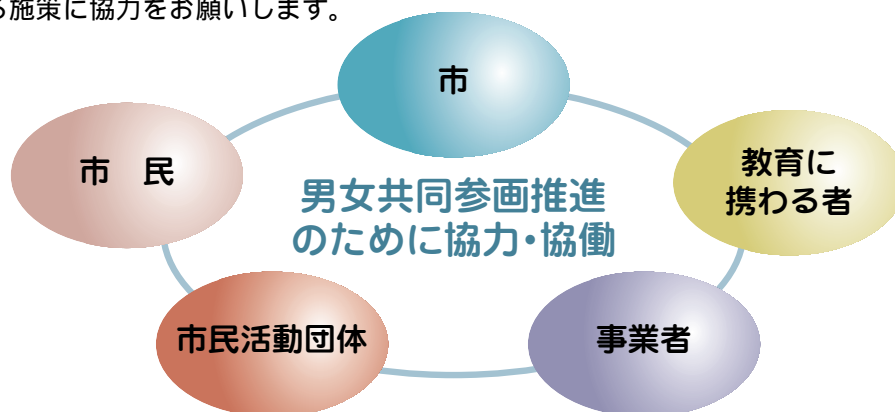 る施策に協力をお願いします。
市
市　民
教育に
携わる者
男女共同参画推進
のために協力・協働
市民活動団体
事業者